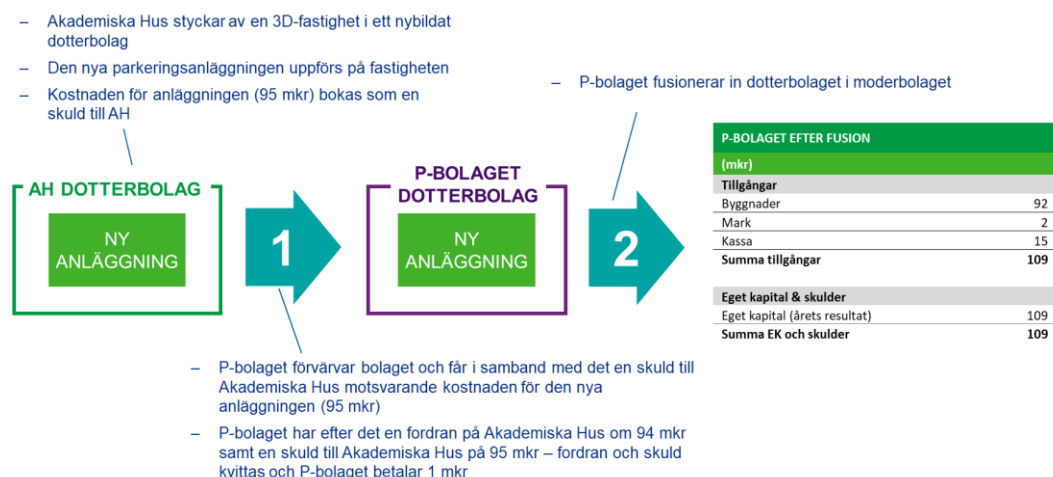 – Akademiska Hus styckar av en 3D-fastighet i ett nybildat
dotterbolag
– Den nya parkeringsanläggningen uppförs på fastigheten
– Kostnaden för anläggningen (95 mkr) bokas som en
skuld till AH
– P-bolaget fusionerar in dotterbolaget i moderbolaget
AH DOTTERBOLAG
NY
ANLÄGGNING
1
P-BOLAGET
DOTTERBOLAG
NY
ANLÄGGNING
2
P-BOLAGET EFTER FUSION
(mkr)
Tillgångar
Byggnader 92
Mark 2
Kassa 15
Summa tillgångar 109
Eget kapital & skulder
Eget kapital (årets resultat) 109
Summa EK och skulder 109
– P-bolaget förvärvar bolaget och får i samband med det en skuld till
Akademiska Hus motsvarande kostnaden för den nya
anläggningen (95 mkr)
– P-bolaget har efter det en fordran på Akademiska Hus om 94 mkr
samt en skuld till Akademiska Hus på 95 mkr – fordran och skuld
kvittas och P-bolaget betalar 1 mkr